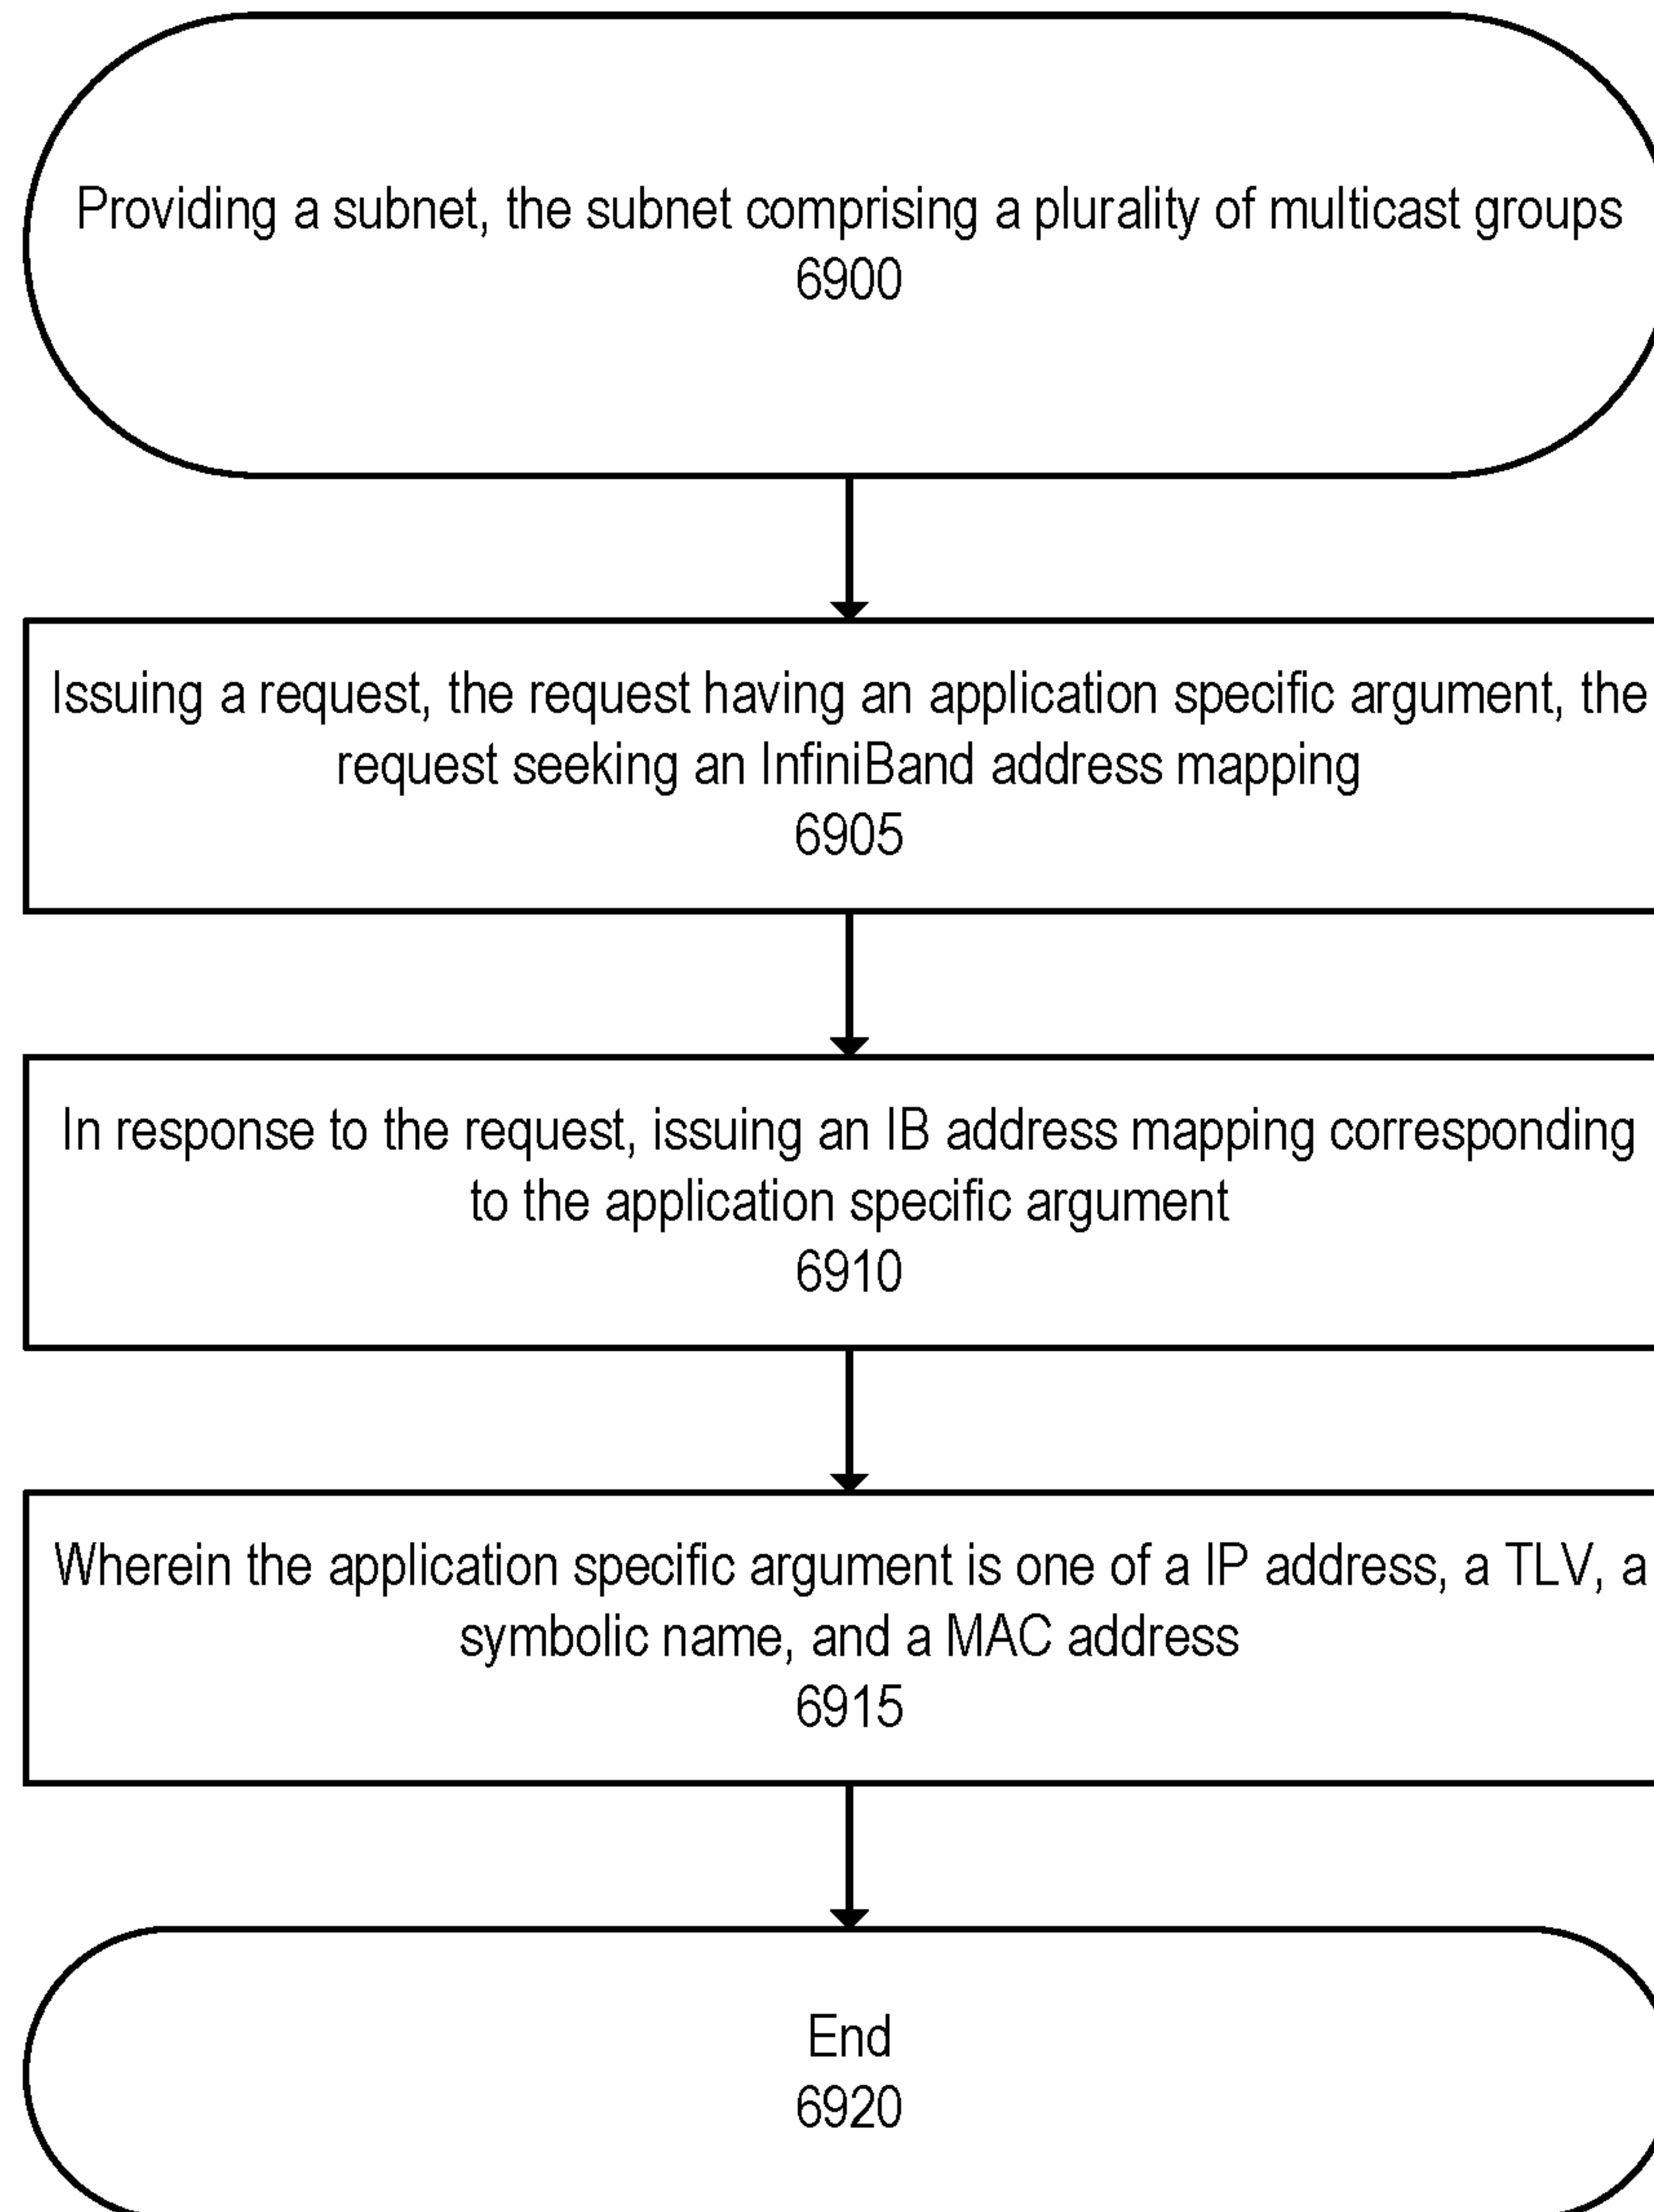 Providing a subnet, the subnet comprising a plurality of multicast groups
6900
Issuing a request, the request having an application specific argument, the
request seeking an InfiniBand address mapping
6905
In response to the request, issuing an IB address mapping corresponding
to the application specific argument
6910
Wherein the application specific argument is one of a IP address, a TLV, a
symbolic name, and a MAC address
6915
End
6920